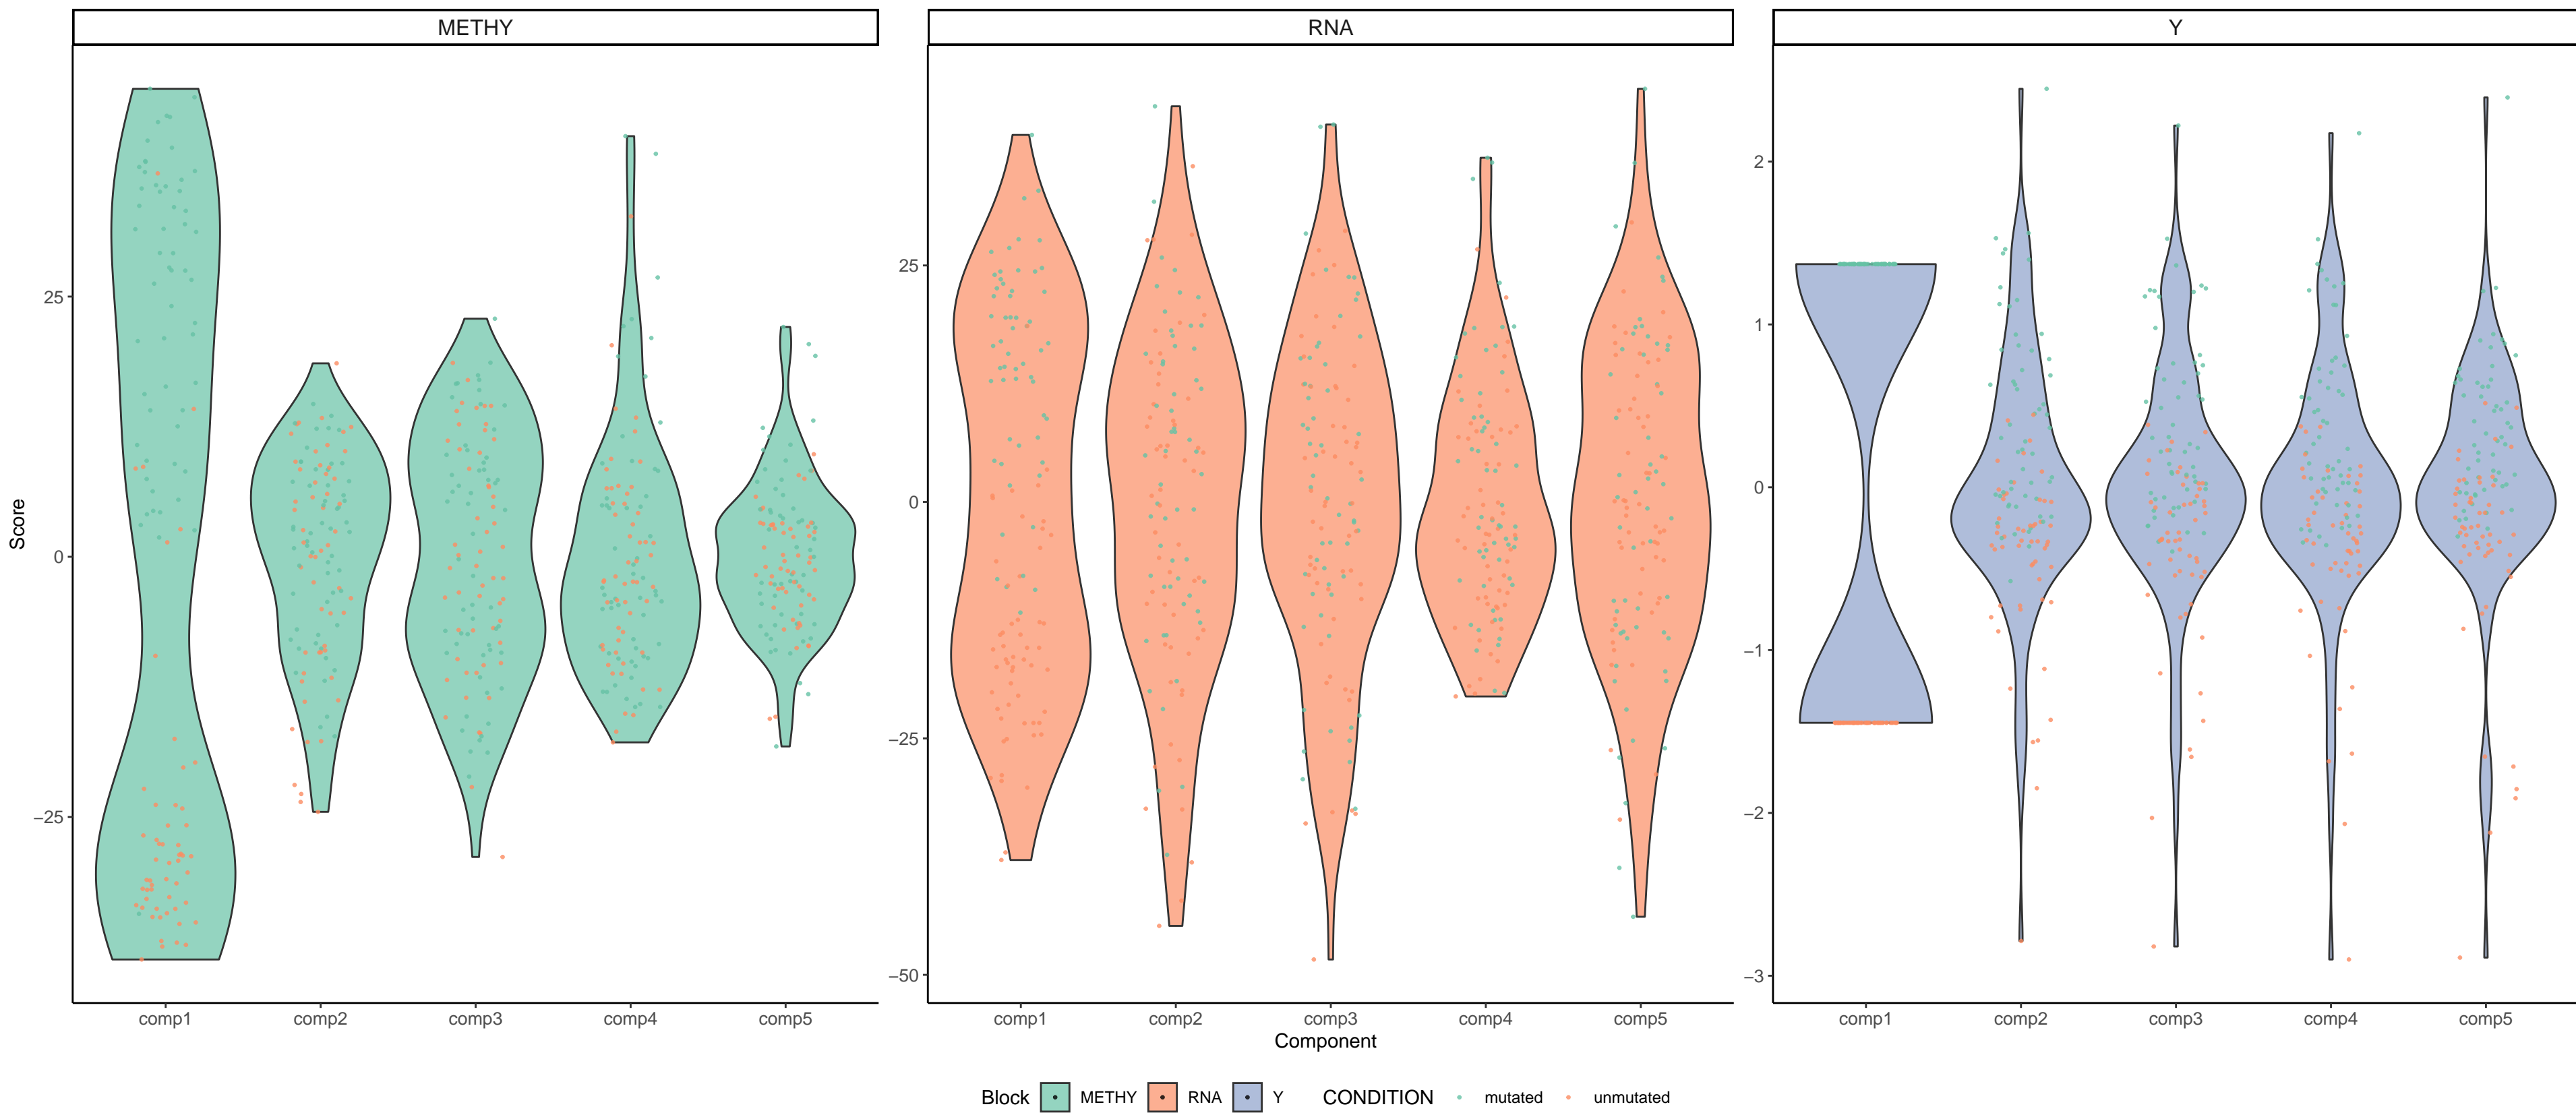 METHY
RNA
Y
Score
25
0
−25
25
0
−25
−50
2
1
0
−1
−2
−3
comp1 comp2 comp3 comp4 comp5
comp1 comp2 comp3 comp4 comp5
comp1 comp2 comp3 comp4 comp5
Component
Block METHY RNA Y CONDITION mutated unmutated